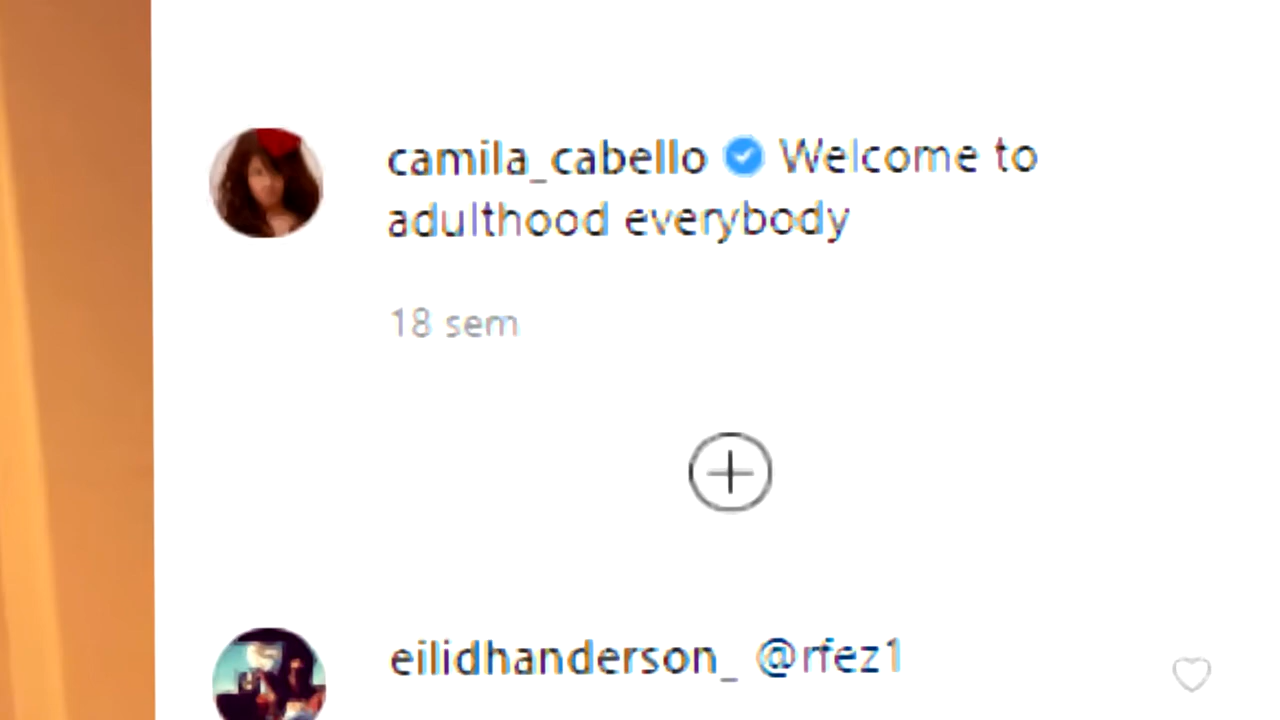 camila_cabello Welcome to
adulthood everybody
18 sem
eilidhanderson_ @rfez1